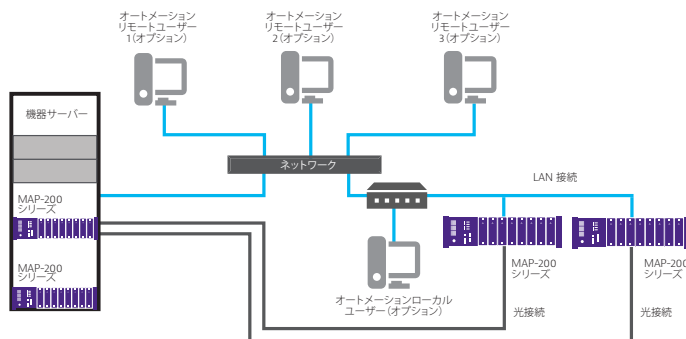 オートメーション
リモートユーザー
1(オプション)
オートメーション
リモートユーザー
2(オプション)
オートメーション
リモートユーザー
3(オプション)
機器サーバー
ネットワーク
LAN 接続
MAP-200
シリーズ
MAP-200
シリーズ
MAP-200
シリーズ
MAP-200
シリーズ
オートメーションローカル
ユーザー(オプション)
光接続
光接続